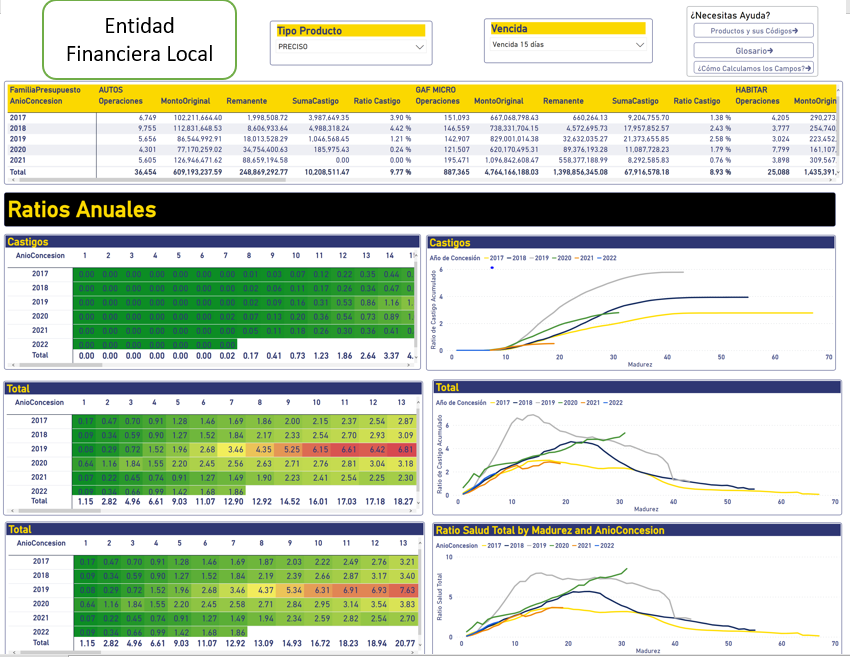 Entidad
Financiera Local
Tipo Producto
PRECISO
Vencida
Vencida 15 días
¿Necesitas Ayuda?
Productos y sus Códigos
Glosario
¿Cómo Calculamos los Campos?
FamiliaPresupuesto AUTOS GAF MICRO HABITAR
AnioConcesion Operaciones MontoOriginal Remanente SumaCastigo Ratio Castigo Operaciones MontoOriginal Remanente SumaCastigo Ratio Castigo Operaciones MontoOrigin
2017 6,749 102,211,664.40 1,998,508.72 3,987,649.35 3.90 % 151,093 667,068,798.43 660,264.13 9,204,755.70 1.38 % 4,205 290,273
2018 9,755 112,831,648.53 8,606,933.64 4,988,318.24 4.42 % 146,559 738,331,704.15 4,572,695.73 17,957,852.57 2.43 % 3,777 254,740
2019 5,656 86,544,992.91 18,013,528.29 1,046,568.45 1.21 % 142,907 829,001,014.38 32,632,035.27 21,373,655.85 2.58 % 3,024 223,452
2020 4,301 77,170,259.02 34,754,400.63 185,975.43 0.24 % 121,507 620,170,495.31 89,376,193.28 11,087,728.23 1.79 % 7,799 161,107
2021 5,605 126,946,471.62 88,659,194.58 0.00 0.00 % 195,471 1,096,842,608.47 558,377,188.99 8,292,585.83 0.76 % 3,898 309,567
Total 36,454 609,193,237.59 248,869,292.77 10,208,511.47 9.77 % 887,365 4,764,166,188.03 1,398,856,345.08 67,916,578.18 8.93 % 25,088 1,435,391
Ratios Anuales
Castigos
AnioConcesion 1 2 3 4 5 6 7 8 9 10 11 12 13 14
2017 0.00 0.00 0.00 0.00 0.00 0.00 0.00 0.01 0.03 0.07 0.12 0.22 0.35 0.44
2018 0.00 0.00 0.00 0.00 0.00 0.00 0.00 0.02 0.06 0.11 0.17 0.26 0.34 0.47
2019 0.00 0.00 0.00 0.00 0.00 0.00 0.00 0.02 0.09 0.16 0.31 0.53 0.86 1.16
2020 0.00 0.00 0.00 0.00 0.00 0.00 0.02 0.07 0.13 0.20 0.36 0.54 0.73 0.89
2021 0.00 0.00 0.00 0.00 0.00 0.00 0.00 0.05 0.11 0.18 0.26 0.30 0.36 0.41
2022 0.00 0.00 0.00 0.00 0.00 0.00 0.00
Total 0.00 0.00 0.00 0.00 0.00 0.00 0.02 0.17 0.41 0.73 1.23 1.86 2.64 3.37 4.
Castigos
Año de Concesión 2017 2018 2019 2020 2021 2022
Ratio de Castigo Acumulado
6
4
2
0
0 10 20 30 40 50 60 70
Madurez
Total
AnioConcesion 1 2 3 4 5 6 7 8 9 10 11 12 13
2017 0.17 0.47 0.70 0.91 1.28 1.46 1.69 1.86 2.00 2.15 2.37 2.54 2.87
2018 0.09 0.34 0.59 0.90 1.27 1.52 1.84 2.17 2.33 2.54 2.70 2.93 3.09
2019 0.08 0.29 0.72 1.52 1.96 2.68 3.46 4.35 5.25 6.15 6.61 6.42 6.81
2020 0.64 1.16 1.84 1.55 2.20 2.45 2.56 2.63 2.71 2.76 2.81 3.04 3.18
2021 0.07 0.22 0.45 0.74 0.91 1.27 1.49 1.90 2.23 2.41 2.54 2.25 2.30
2022 0.09 0.34 0.66 0.99 1.42 1.68 1.86
Total 1.15 2.82 4.96 6.61 9.03 11.07 12.90 12.92 14.52 16.01 17.03 17.18 18.27
Total
Año de Concesión 2017 2018 2019 2020 2021 2022
Ratio de Castigo Acumulado
6
4
2
0
0 10 20 30 40 50 60 70
Madurez
Total
AnioConcesion 1 2 3 4 5 6 7 8 9 10 11 12 13
2017 0.17 0.47 0.70 0.91 1.28 1.46 1.69 1.87 2.03 2.22 2.49 2.76 3.21
2018 0.09 0.34 0.59 0.90 1.27 1.52 1.84 2.19 2.39 2.66 2.87 3.17 3.40
2019 0.08 0.29 0.72 1.52 1.96 2.68 3.46 4.37 5.34 6.31 6.91 6.93 7.63
2020 0.64 1.16 1.84 1.55 2.20 2.45 2.58 2.71 2.84 2.95 3.14 3.54 3.83
2021 0.07 0.22 0.45 0.74 0.91 1.27 1.49 1.94 2.34 2.59 2.82 2.54 2.70
2022 0.09 0.34 0.66 0.99 1.42 1.68 1.86
Total 1.15 2.82 4.96 6.61 9.03 11.07 12.92 13.09 14.93 16.72 18.23 18.94 20.77
Ratio Salud Total by Madurez and AnioConcesion
AnioConcesion 2017 2018 2019 2020 2021 2022
Ratio Salud Total
10
5
0
0 10 20 30 40 50 60 70
Madurez